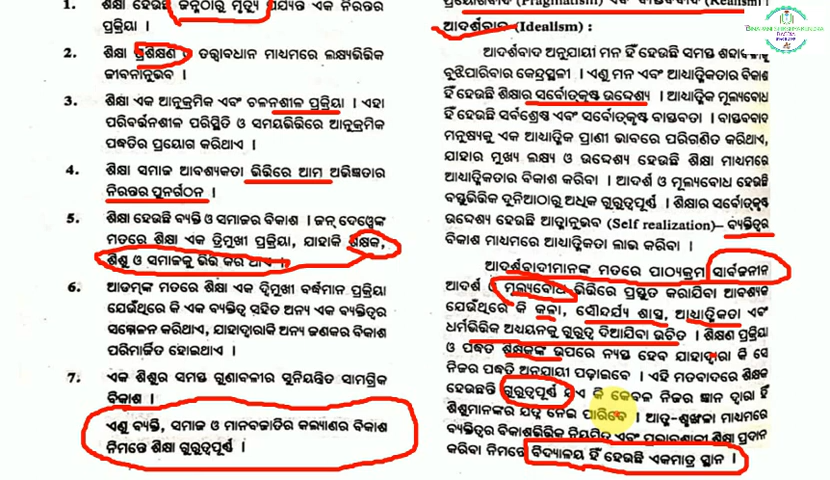 1. ଶିକ୍ଷା ହେଉଛି ଜନ୍ମଠାରୁ ମୃତ୍ୟୁ ପର୍ଯ୍ୟନ୍ତ ଏକ ନିରନ୍ତର
ପ୍ରକ୍ରିୟା ।
2. ଶିକ୍ଷା ପ୍ରଶିକ୍ଷଣ ଓ ତତ୍ତ୍ୱାବଧାନ ମାଧ୍ୟମରେ ଲକ୍ଷ୍ୟଭିତ୍ତିକ
ଜୀବନାନୁଭବ ।
3. ଶିକ୍ଷା ଏକ ଆନୁକ୍ରମିକ ଏବଂ ଚଳନଶୀଳ ପ୍ରକ୍ରିୟା । ଏହା
ପରିବର୍ତ୍ତନଶୀଳ ପରିସ୍ଥିତି ଓ ସମୟଭିତ୍ତିରେ ଆନୁକ୍ରମିକ
ପଦ୍ଧତିର ପ୍ରୟୋଗ କରିଥାଏ ।
4. ଶିକ୍ଷା ସମାଜ ଆବଶ୍ୟକତା ଭିତ୍ତିରେ ଆମ ଅଭିଜ୍ଞତାର
ନିରନ୍ତର ପୁନର୍ଗଠନ ।
5. ଶିକ୍ଷା ହେଉଛି ବ୍ୟକ୍ତି ଓ ସମାଜର ବିକାଶ । ଜନ୍ ଦେୱେଙ୍କ
ମତରେ ଶିକ୍ଷା ଏକ ତ୍ରିମୁଖୀ ପ୍ରକ୍ରିୟା, ଯାହାକି ଶିକ୍ଷକ,
ଶିଶୁ ଓ ସମାଜକୁ ଭିତ୍ତି କରି ଥାଏ ।
6. ଆଡମ୍‌ଙ୍କ ମତରେ ଶିକ୍ଷା ଏକ ଦ୍ୱିମୁଖୀ ବର୍ଦ୍ଧମାନ ପ୍ରକ୍ରିୟା
ଯେଉଁଥିରେ କି ଏକ ବ୍ୟକ୍ତିତ୍ୱ ସହିତ ଅନ୍ୟ ଏକ ବ୍ୟକ୍ତିତ୍ୱର
ସମ୍ମେଳନ କରିଥାଏ, ଯାହାଦ୍ୱାରାକି ଅନ୍ୟ ଜଣକର ବିକାଶ
ପରିମାର୍ଜିତ ହୋଇଥାଏ ।
7. ଏକ ଶିଶୁର ସମସ୍ତ ଗୁଣାବଳୀର ସୁନିୟନ୍ତ୍ରିତ ସାମଗ୍ରିକ
ବିକାଶ ।
ଏଣୁ ବ୍ୟକ୍ତି, ସମାଜ ଓ ମାନବଜାତିର କଲ୍ୟାଣର ବିକାଶ
ନିମନ୍ତେ ଶିକ୍ଷା ଗୁରୁତ୍ୱପୂର୍ଣ୍ଣ ।
ପ୍ରୟୋଗବାଦ (Pragmatism) ଏବଂ ବାସ୍ତବବାଦ (Realism)
ଆଦର୍ଶବାଦ (Idealism) :
ଆଦର୍ଶବାଦ ଅନୁଯାୟୀ ମନ ହିଁ ହେଉଛି ସମସ୍ତ
ବୁଝିପାରିବାର କେନ୍ଦ୍ରସ୍ଥଳୀ । ଏଣୁ ମନ ଏବଂ ଆଧ୍ୟାତ୍ମିକତାର ବିକାଶ
ହିଁ ହେଉଛି ଶିକ୍ଷାର ସର୍ବୋତ୍କୃଷ୍ଟ ଉଦ୍ଦେଶ୍ୟ । ଆଧ୍ୟାତ୍ମିକ ମୂଲ୍ୟବୋଧ
ହିଁ ହେଉଛି ସର୍ବଶ୍ରେଷ୍ଠ ଏବଂ ସର୍ବୋତ୍କୃଷ୍ଟ ବାସ୍ତବତା । ବାସ୍ତବବାଦ
ମନୁଷ୍ୟକୁ ଏକ ଆଧ୍ୟାତ୍ମିକ ପ୍ରାଣୀ ଭାବରେ ପରିଗଣିତ କରିଥାଏ,
ଯାହାର ମୁଖ୍ୟ ଲକ୍ଷ୍ୟ ଓ ଉଦ୍ଦେଶ୍ୟ ହେଉଛି ଶିକ୍ଷା ମାଧ୍ୟମରେ
ଆଧ୍ୟାତ୍ମିକତାର ବିକାଶ କରିବା । ଆଦର୍ଶ ଓ ମୂଲ୍ୟବୋଧ ହେଉଛି
ବସ୍ତୁଭିତ୍ତିକ ଦୁନିଆଠାରୁ ଅଧିକ ଗୁରୁତ୍ୱପୂର୍ଣ୍ଣ । ଶିକ୍ଷାର ସର୍ବୋତ୍କୃଷ୍ଟ
ଉଦ୍ଦେଶ୍ୟ ହେଉଛି ଆତ୍ମାନୁଭବ (Self realization)– ବ୍ୟକ୍ତିତ୍ୱର
ବିକାଶ ମାଧ୍ୟମରେ ଆଧ୍ୟାତ୍ମିକତା ଲାଭ କରିବା ।
ଆଦର୍ଶବାଦୀମାନଙ୍କ ମତରେ ପାଠ୍ୟକ୍ରମ ସାର୍ବଜନୀନ
ଆଦର୍ଶ ଓ ମୂଲ୍ୟବୋଧ ଭିତ୍ତିରେ ପ୍ରସ୍ତୁତ କରାଯିବା ଆବଶ୍ୟକ
ଯେଉଁଥିରେ କି କଳା, ସୌନ୍ଦର୍ଯ୍ୟ ଶାସ୍ତ୍ର, ଆଧ୍ୟାତ୍ମିକତା ଏବଂ
ଧର୍ମଭିତ୍ତିକ ଅଧ୍ୟୟନକୁ ଗୁରୁତ୍ୱ ଦିଆଯିବା ଉଚିତ । ଶିକ୍ଷଣ ପ୍ରକ୍ରିୟା
ଓ ପଦ୍ଧତି ଶିକ୍ଷକଙ୍କ ଉପରେ ନ୍ୟସ୍ତ ହେବ ଯାହାଦ୍ୱାରା କି ସେ
ନିଜର ପଦ୍ଧତି ଅନୁଯାୟୀ ପଢ଼ାଇବେ । ଏହି ମତବାଦରେ ଶିକ୍ଷକ
ହେଉଛନ୍ତି ଗୁରୁତ୍ୱପୂର୍ଣ୍ଣ ଯିଏ କି କେବଳ ନିଜର ଜ୍ଞାନ ଦ୍ୱାରା ହିଁ
ଶିଶୁମାନଙ୍କର ଯତ୍ନ ନେଇ ପାରିବେ । ଆତ୍ମ-ଶୃଙ୍ଖଳା ମାଧ୍ୟମରେ
ବ୍ୟକ୍ତିତ୍ୱର ବିକାଶଭିତ୍ତିକ ନିୟମିତ ଏବଂ ଶିକ୍ଷା ପ୍ରଦାନ
କରିବା ନିମନ୍ତେ ବିଦ୍ୟାଳୟ ହିଁ ହେଉଛି ଏକମାତ୍ର ସ୍ଥାନ ।